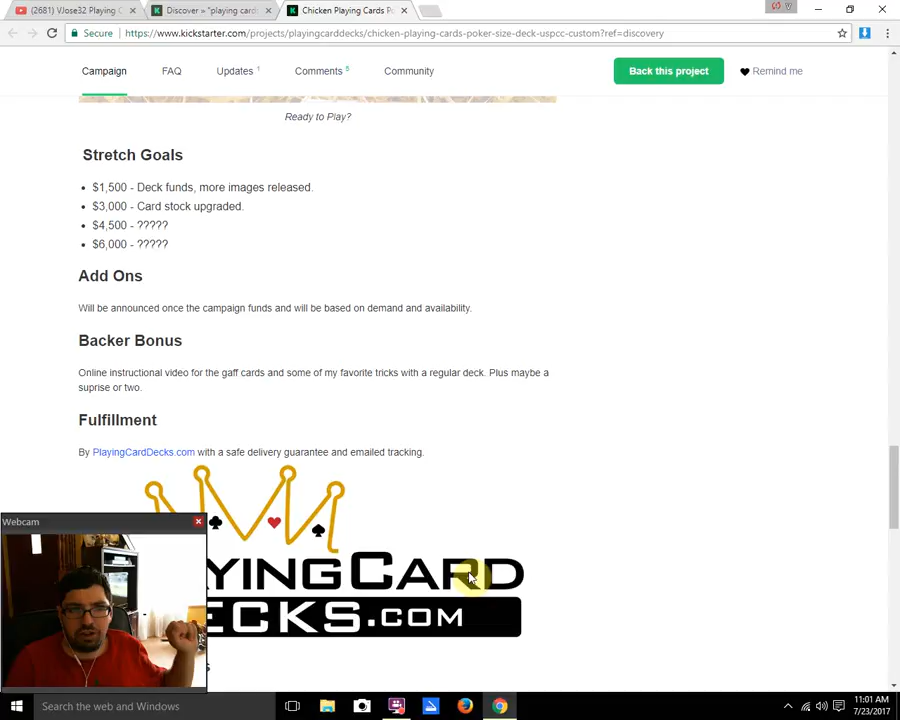 (2681) VJose32 Playing C
Discover » "playing cards
Chicken Playing Cards Po
Secure
https://www.kickstarter.com/projects/playingcarddecks/chicken-playing-cards-poker-size-deck-uspcc-custom?ref=discovery
Campaign
FAQ
Updates 1
Comments 5
Community
Back this project
Remind me
Ready to Play?
Stretch Goals
• $1,500 - Deck funds, more images released.
• $3,000 - Card stock upgraded.
• $4,500 - ?????
• $6,000 - ?????
Add Ons
Will be announced once the campaign funds and will be based on demand and availability.
Backer Bonus
Online instructional video for the gaff cards and some of my favorite tricks with a regular deck. Plus maybe a
suprise or two.
Fulfillment
By PlayingCardDecks.com with a safe delivery guarantee and emailed tracking.
Webcam
YINGCARD
ECKS.COM
Search the web and Windows
11:01 AM
7/23/2017